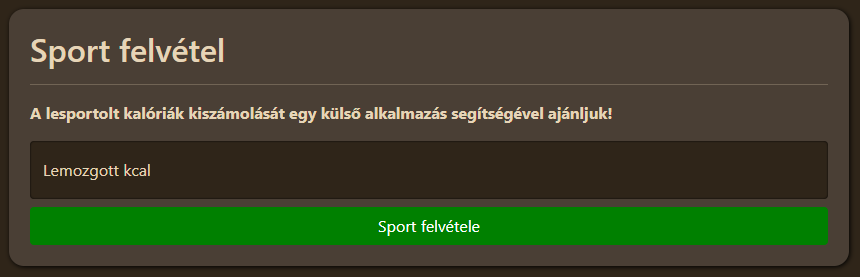 Sport felvétel
A lesportolt kalóriák kiszámolását egy külső alkalmazás segítségével ajánljuk!
Lemozgott kcal
Sport felvétele